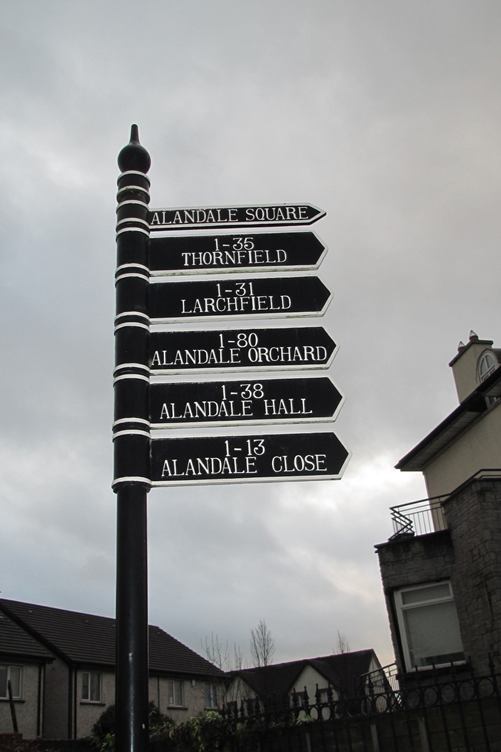 ALANDALE SQUARE
1-35
THORNFIELD
1-31
LARCHFIELD
1-80
ALANDALE ORCHARD
1-38
ALANDALE HALL
1-13
ALANDALE CLOSE